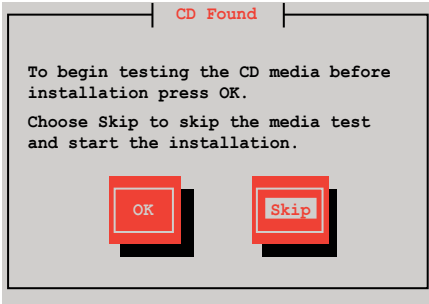 CD Found
To begin testing the CD media before
installation press OK.
Choose Skip to skip the media test
and start the installation.
OK
Skip